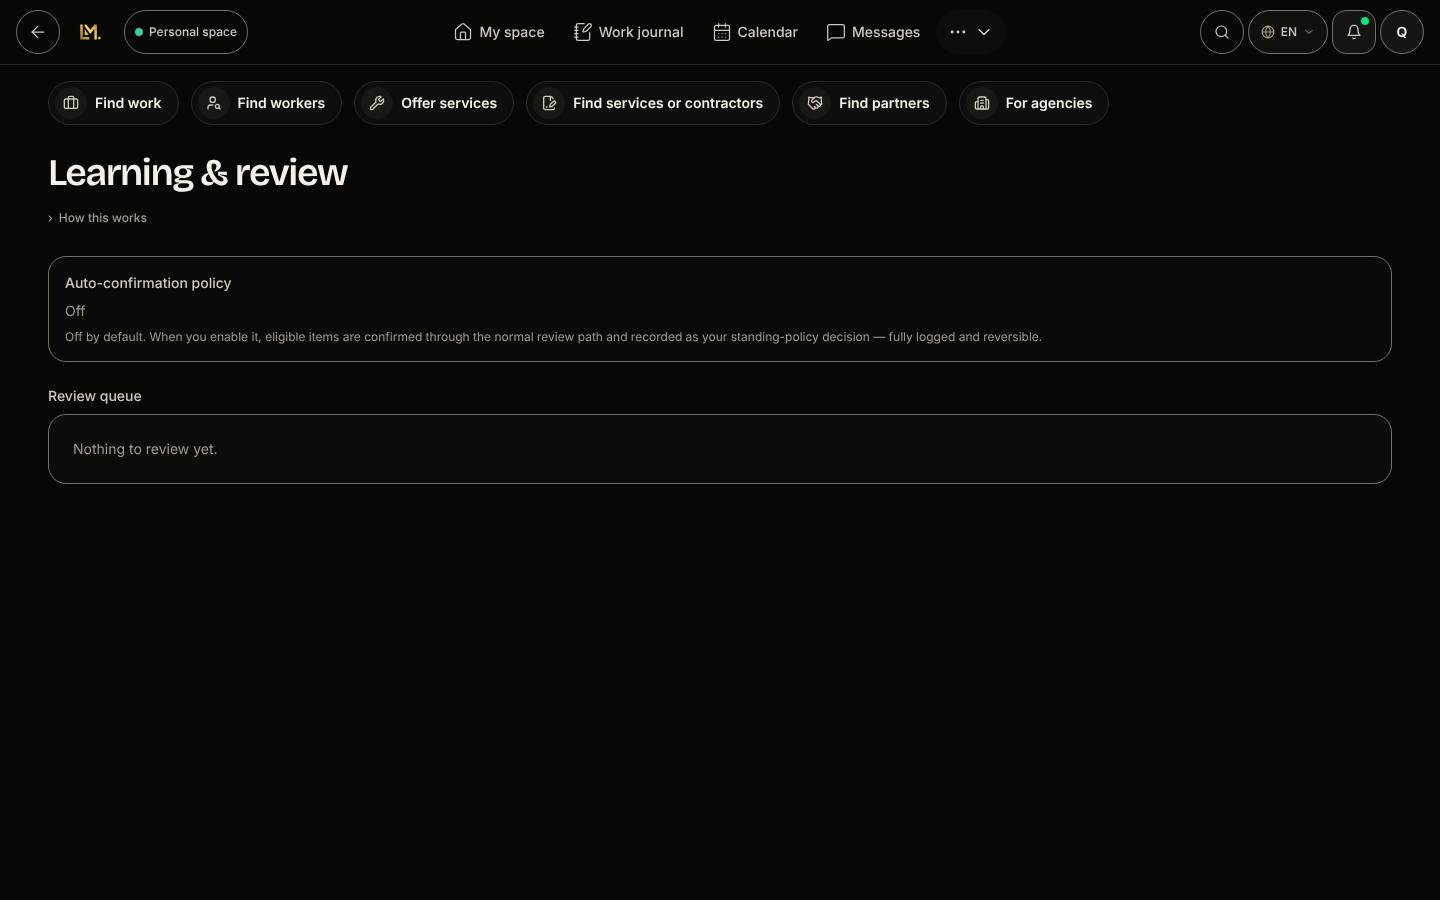 LM.
Personal space
My space
Work journal
Calendar
Messages
EN
Q
Find work
Find workers
Offer services
Find services or contractors
Find partners
For agencies
Learning & review
› How this works
Auto-confirmation policy
Off
Off by default. When you enable it, eligible items are confirmed through the normal review path and recorded as your standing-policy decision — fully logged and reversible.
Review queue
Nothing to review yet.